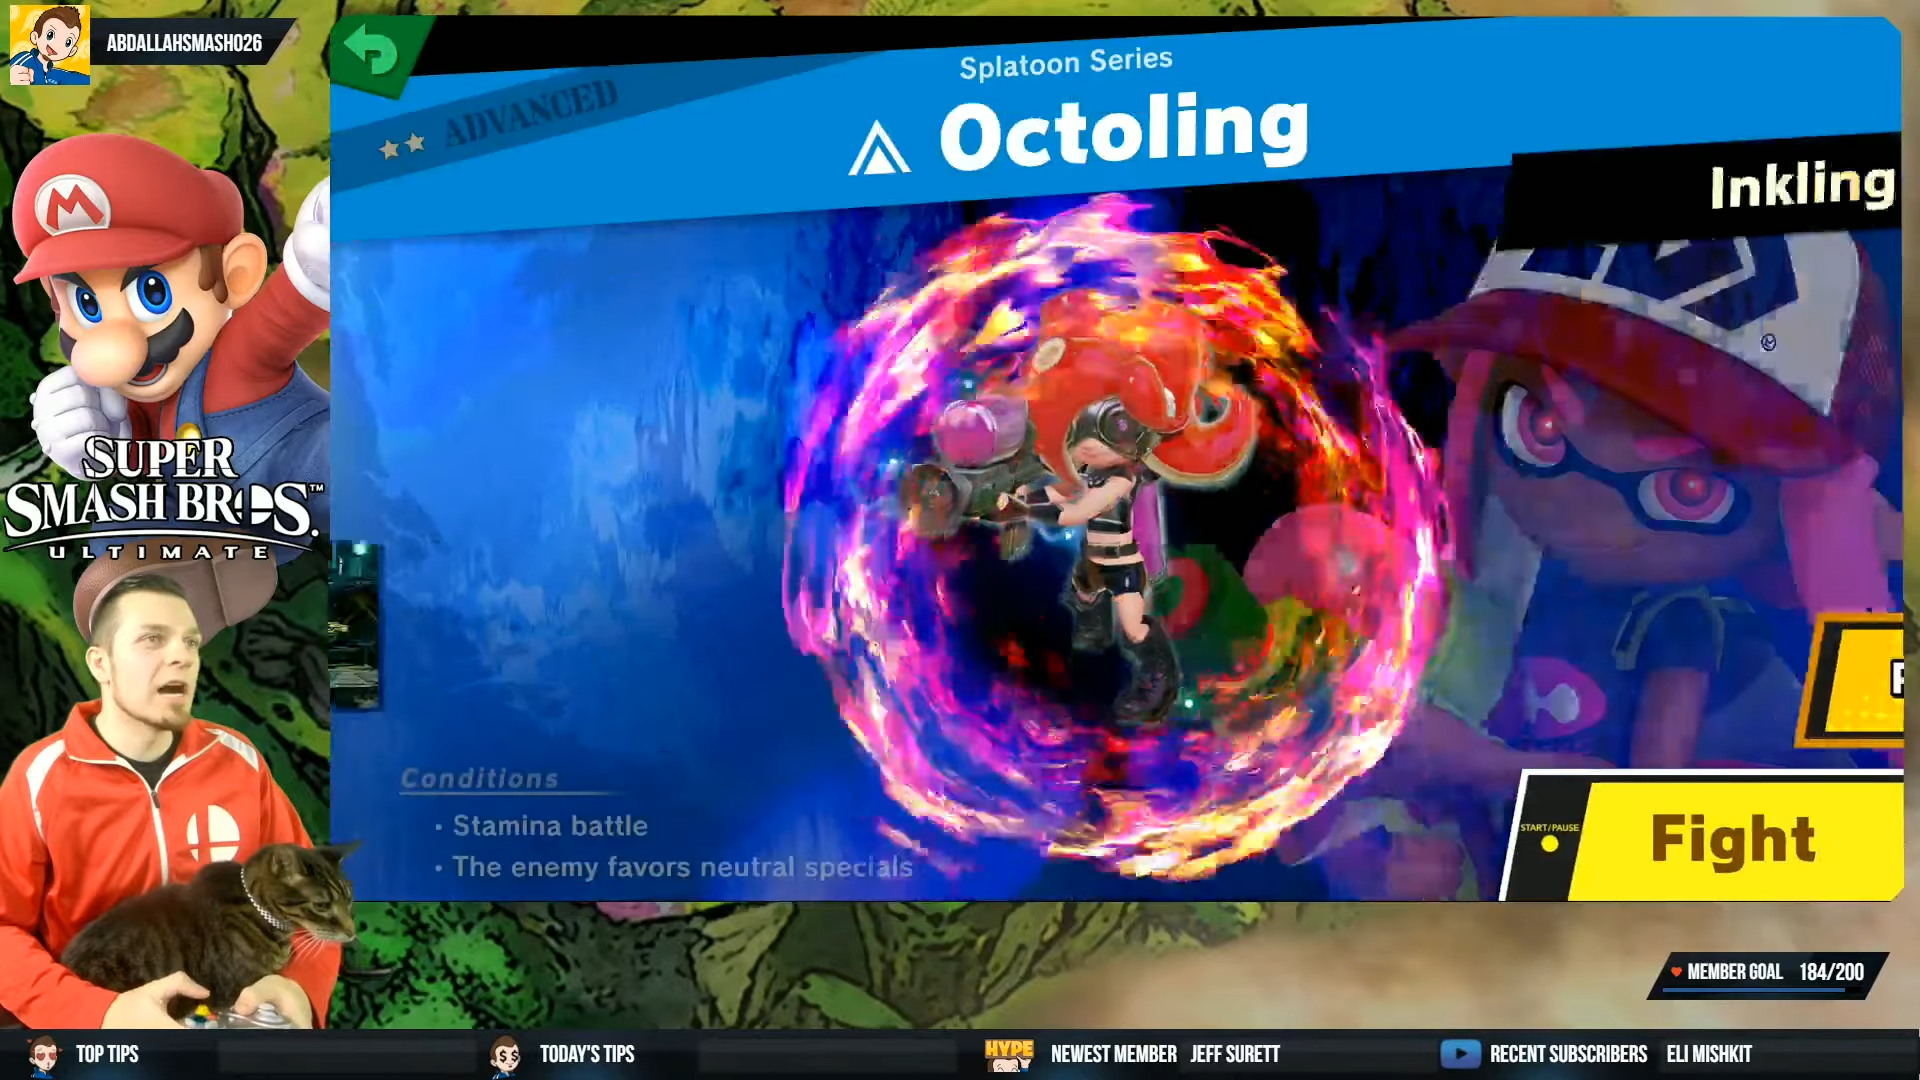 ABDALLAHSMASH026
Splatoon Series
ADVANCED
Octoling
Inkling
M
SUPER
SMASH BROS.™
ULTIMATE
Conditions
· Stamina battle
· The enemy favors neutral specials
START/PAUSE
Fight
MEMBER GOAL 184/200
TOP TIPS
TODAY'S TIPS
HYPE
NEWEST MEMBER JEFF SURETT
RECENT SUBSCRIBERS ELI MISHKIT